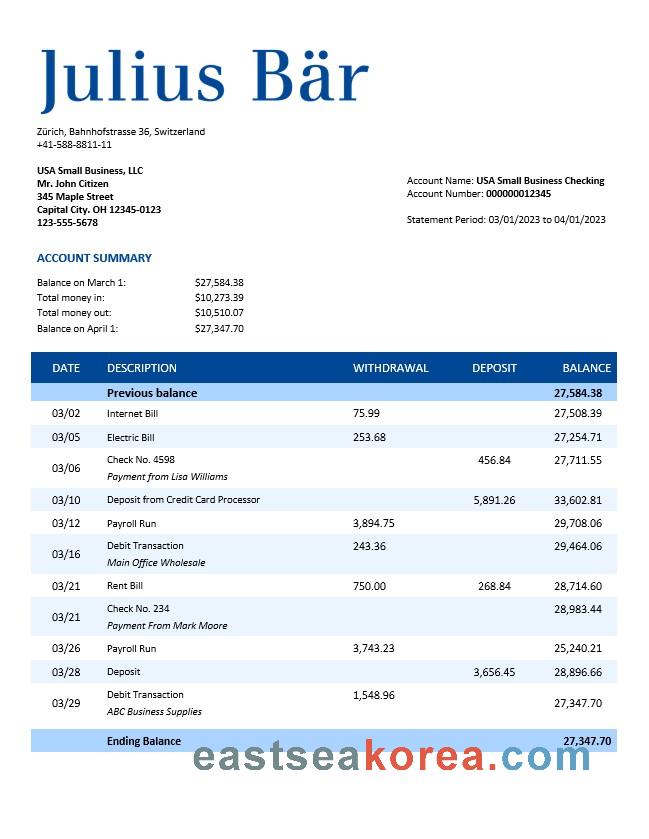 Julius Bär
Zürich, Bahnhofstrasse 36, Switzerland
+41-588-8811-11
USA Small Business, LLC
Mr. John Citizen
345 Maple Street
Capital City. OH 12345-0123
123-555-5678
Account Name: USA Small Business Checking
Account Number: 000000012345
Statement Period: 03/01/2023 to 04/01/2023
ACCOUNT SUMMARY
Balance on March 1: $27,584.38
Total money in: $10,273.39
Total money out: $10,510.07
Balance on April 1: $27,347.70
DATE DESCRIPTION WITHDRAWAL DEPOSIT BALANCE
Previous balance 27,584.38
03/02 Internet Bill 75.99 27,508.39
03/05 Electric Bill 253.68 27,254.71
03/06 Check No. 4598 456.84 27,711.55
Payment from Lisa Williams
03/10 Deposit from Credit Card Processor 5,891.26 33,602.81
03/12 Payroll Run 3,894.75 29,708.06
03/16 Debit Transaction 243.36 29,464.06
Main Office Wholesale
03/21 Rent Bill 750.00 268.84 28,714.60
03/21 Check No. 234 28,983.44
Payment From Mark Moore
03/26 Payroll Run 3,743.23 25,240.21
03/28 Deposit 3,656.45 28,896.66
03/29 Debit Transaction 1,548.96 27,347.70
ABC Business Supplies
Ending Balance 27,347.70
eastseakorea.com